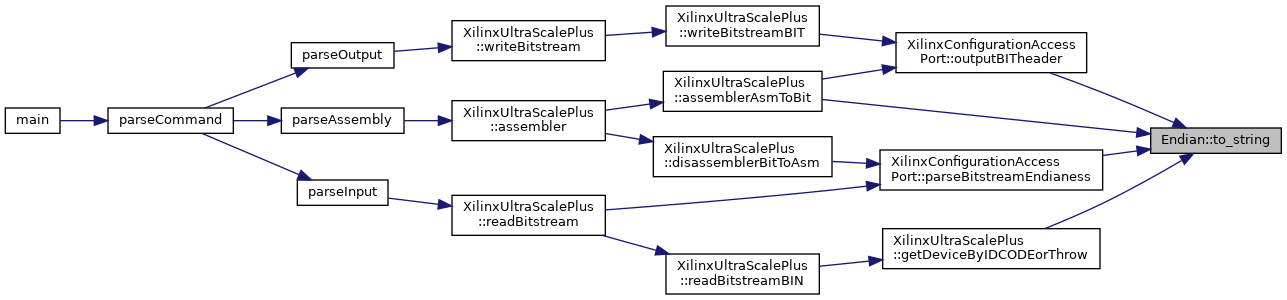 main
parseCommand
parseOutput
parseAssembly
parseInput
XilinxUltraScalePlus
::writeBitstream
XilinxUltraScalePlus
::assembler
XilinxUltraScalePlus
::readBitstream
XilinxUltraScalePlus
::writeBitstreamBIT
XilinxUltraScalePlus
::assemblerAsmToBit
XilinxUltraScalePlus
::disassemblerBitToAsm
XilinxUltraScalePlus
::readBitstreamBIN
XilinxConfigurationAccess
Port::outputBITheader
XilinxConfigurationAccess
Port::parseBitstreamEndianess
XilinxUltraScalePlus
::getDeviceByIDCODEorThrow
Endian::to_string